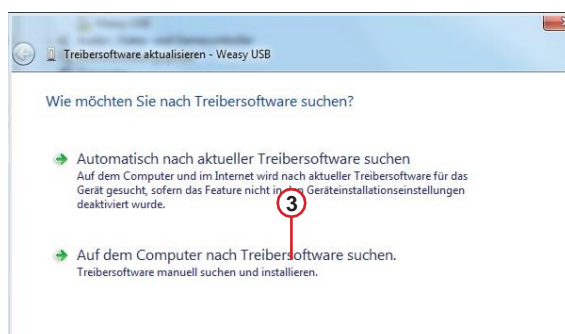 Treibersoftware aktualisieren - Weasy USB
Wie möchten Sie nach Treibersoftware suchen?
Automatisch nach aktueller Treibersoftware suchen
Auf dem Computer und im Internet wird nach aktueller Treibersoftware für das
Gerät gesucht, sofern das Feature nicht in den Geräteinstallationseinstellungen
deaktiviert wurde.
3
Auf dem Computer nach Treibersoftware suchen.
Treibersoftware manuell suchen und installieren.